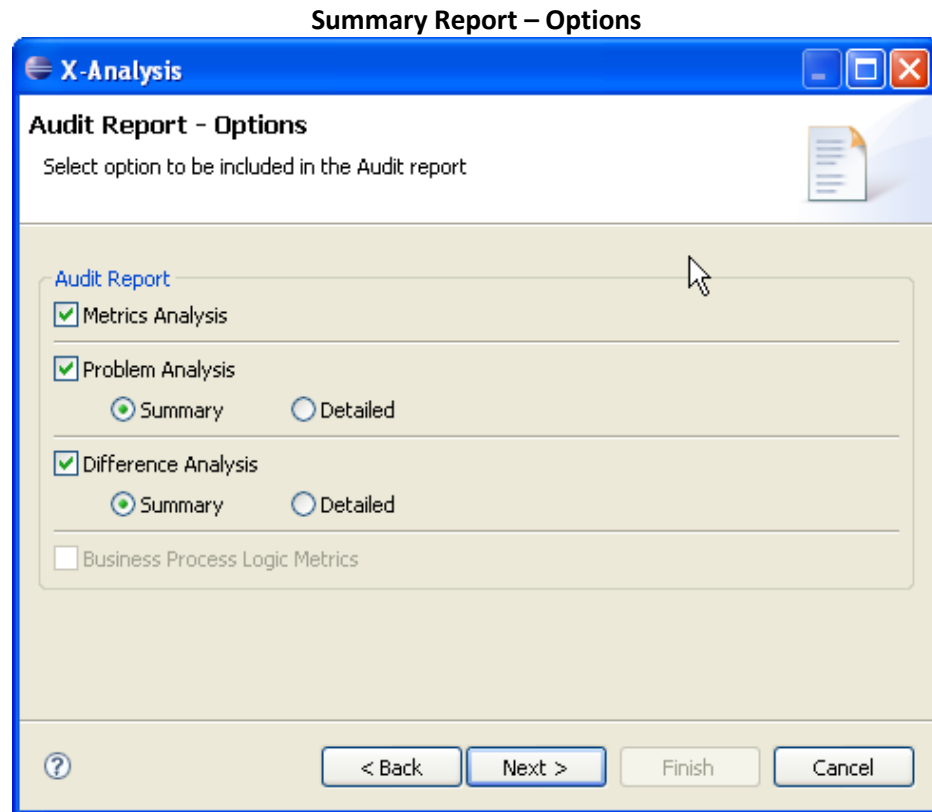 Summary Report – Options
X-Analysis
Audit Report - Options
Select option to be included in the Audit report
Audit Report
Metrics Analysis
Problem Analysis
Summary Detailed
Difference Analysis
Summary Detailed
Business Process Logic Metrics
? < Back Next > Finish Cancel